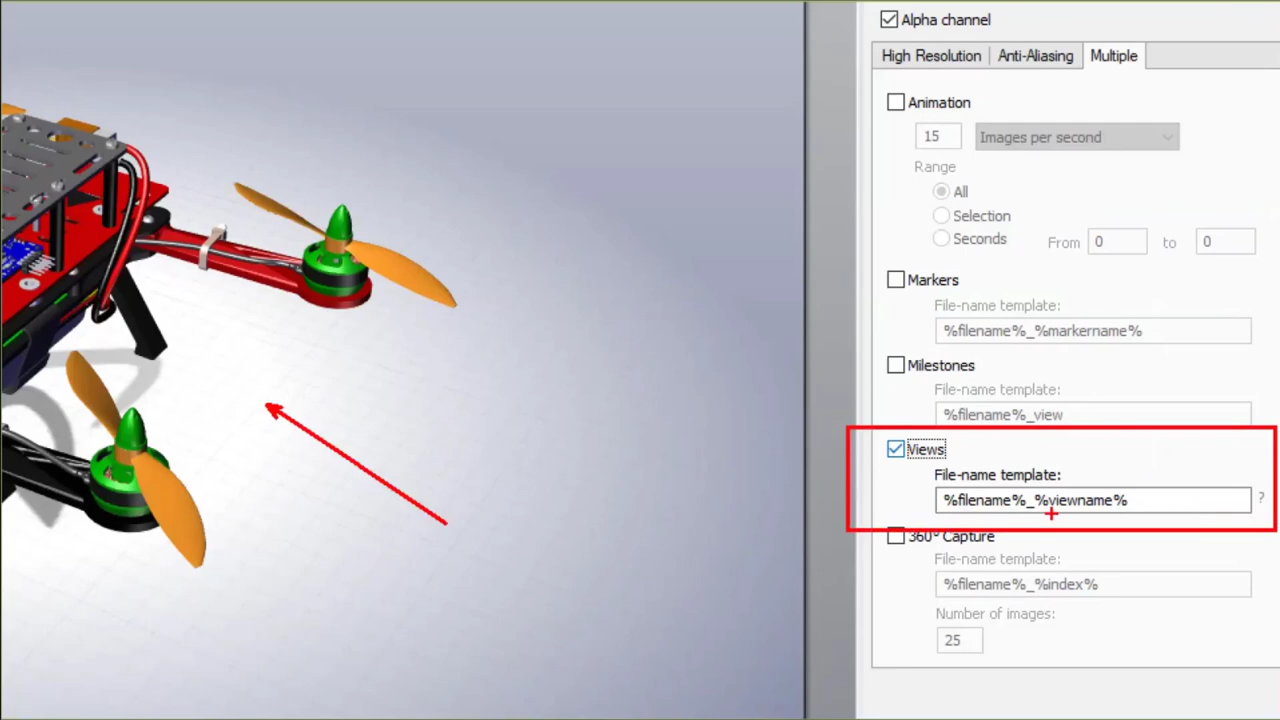 Alpha channel
High Resolution Anti-Aliasing Multiple
Animation
15 Images per second
Range
All
Selection
Seconds From 0 to 0
Markers
File-name template:
%filename%_%markername%
Milestones
File-name template:
%filename%_view
Views
File-name template:
%filename%_%viewname% ?
360° Capture
File-name template:
%filename%_%index%
Number of images:
25